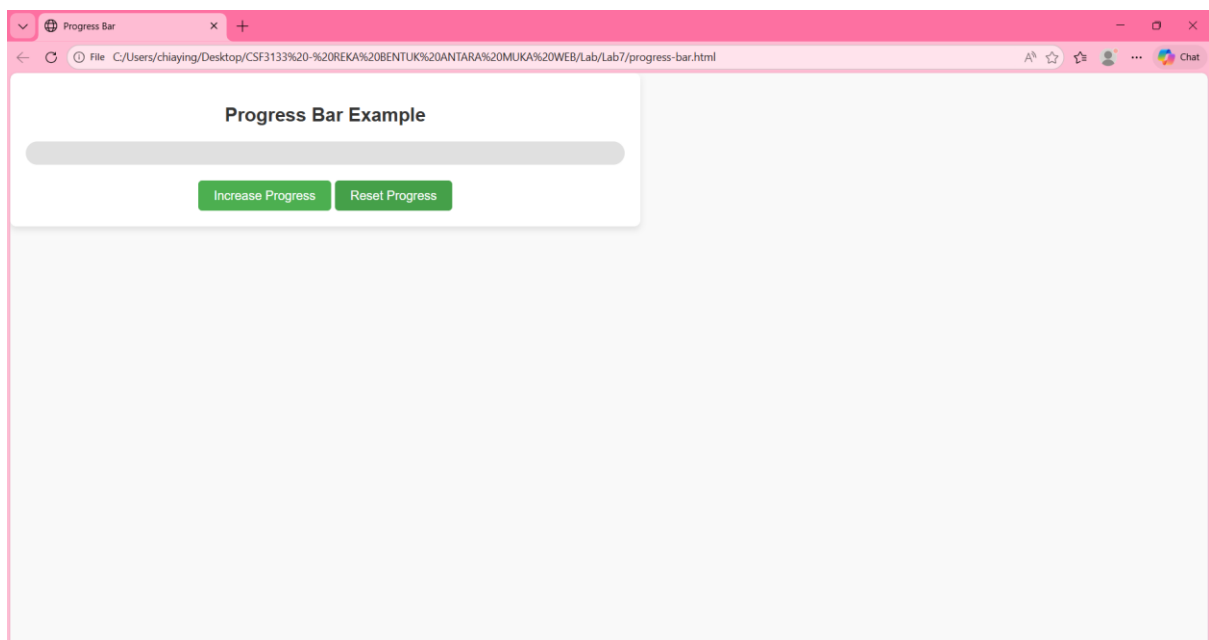 Progress Bar
File C:/Users/chiaying/Desktop/CSF3133%20-%20REKA%20BENTUK%20ANTARA%20MUKA%20WEB/Lab/Lab7/progress-bar.html
Chat
Progress Bar Example
Increase Progress Reset Progress